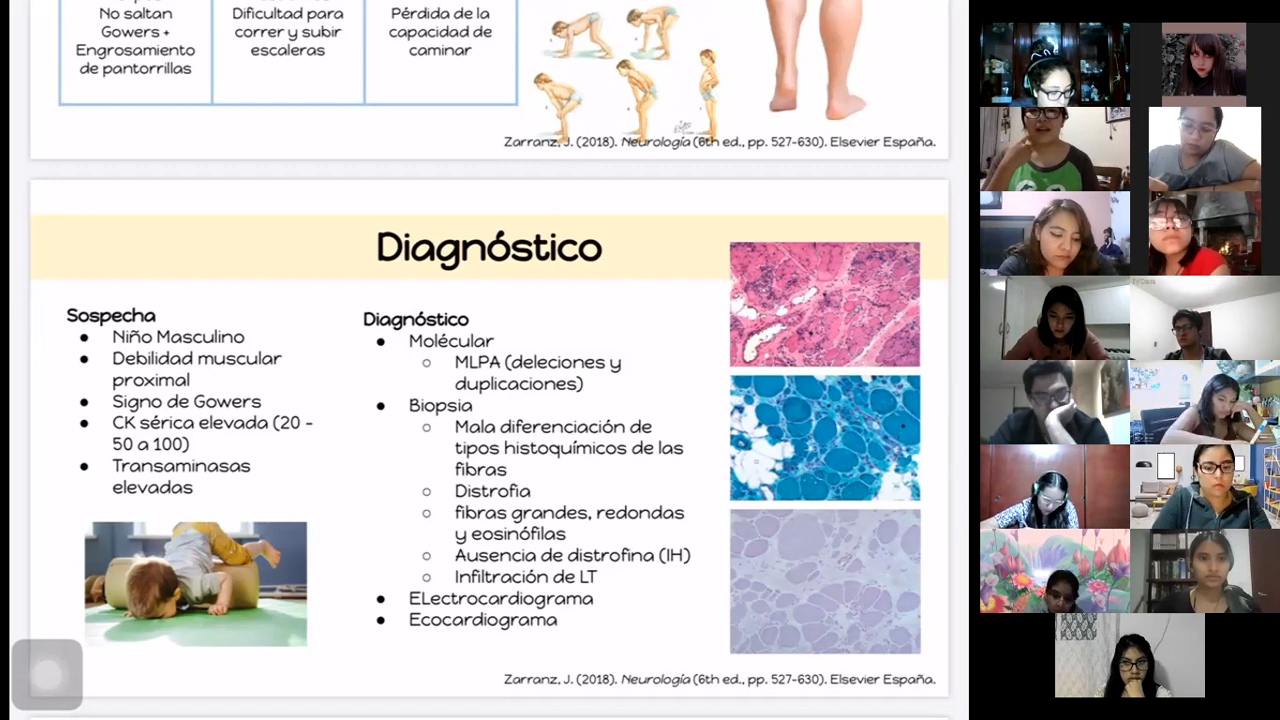 No saltan
Gowers +
Engrosamiento
de pantorrillas
Dificultad para
correr y subir
escaleras
Pérdida de la
capacidad de
caminar
Zarranz, J. (2018). Neurología (6th ed., pp. 527-630). Elsevier España.
Diagnóstico
Sospecha
● Niño Masculino
● Debilidad muscular
proximal
● Signo de Gowers
● CK sérica elevada (20 -
50 a 100)
● Transaminasas
elevadas
Diagnóstico
● Molécular
○ MLPA (deleciones y
duplicaciones)
● Biopsia
○ Mala diferenciación de
tipos histoquímicos de las
fibras
○ Distrofia
○ fibras grandes, redondas
y eosinófilas
○ Ausencia de distrofina (IH)
○ Infiltración de LT
● ELectrocardiograma
● Ecocardiograma
Zarranz, J. (2018). Neurología (6th ed., pp. 527-630). Elsevier España.